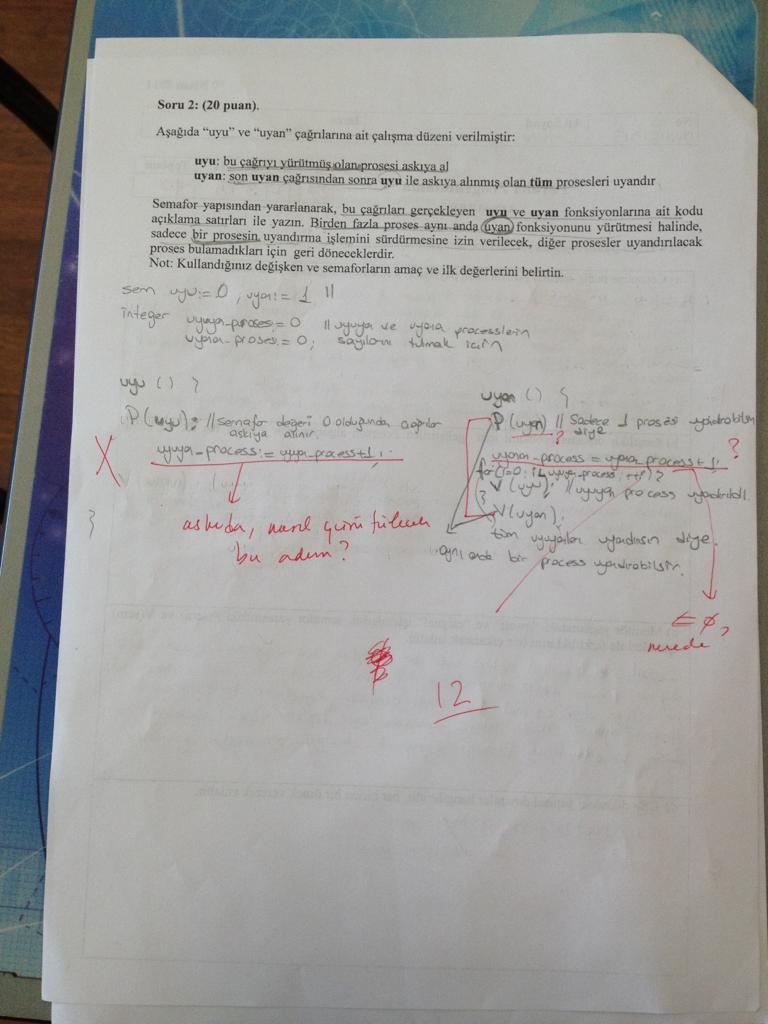 Soru 2: (20 puan).
Aşağıda “uyu” ve “uyan” çağrılarına ait çalışma düzeni verilmiştir:
uyu: bu çağrıyı yürütmüş olan prosesi askıya al
uyan: son uyan çağrısından sonra uyu ile askıya alınmış olan tüm prosesleri uyandır
Semafor yapısından yararlanarak, bu çağrıları gerçekleyen uyu ve uyan fonksiyonlarına ait kodu
açıklama satırları ile yazın. Birden fazla proses aynı anda uyan fonksiyonunu yürütmesi halinde,
sadece bir prosesin uyandırma işlemini sürdürmesine izin verilecek, diğer prosesler uyandırılacak
proses bulamadıkları için geri döneceklerdir.
Not: Kullandığınız değişken ve semaforların amaç ve ilk değerlerini belirtin.
sem uyu:=0, uyan:=1 //
integer uyuya-proses:=0 // uyuya ve uyana processlerin
uyana-proses:=0; sayılarını tutmak için
uyu () {
P(uyu); // semafor değeri 0 olduğunda çağrılar
askıya alınır.
uyuya-process:=uyuya-process+1;
}
askıda, nasıl yürütülecek
bu adım?
uyan () {
P(uyan) // Sadece 1 proses uyandırabilsin
diye
?
uyanan-process = uyana process+1; ?
for(i=0; i<uyuya-process; ++i) {
V(uyu); // uyuyan process uyandırıldı.
}
V(uyan);
tüm uyuyanlar uyandırsın diye.
aynı anda bir process uyandırabilsin.
= 0,
nerede
12